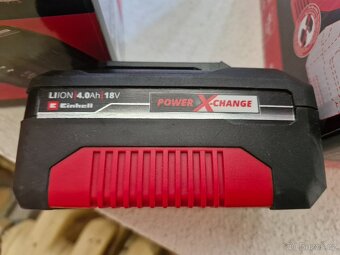 LI-ION | 4.0Ah | 18V
Einhell
POWER X-CHANGE